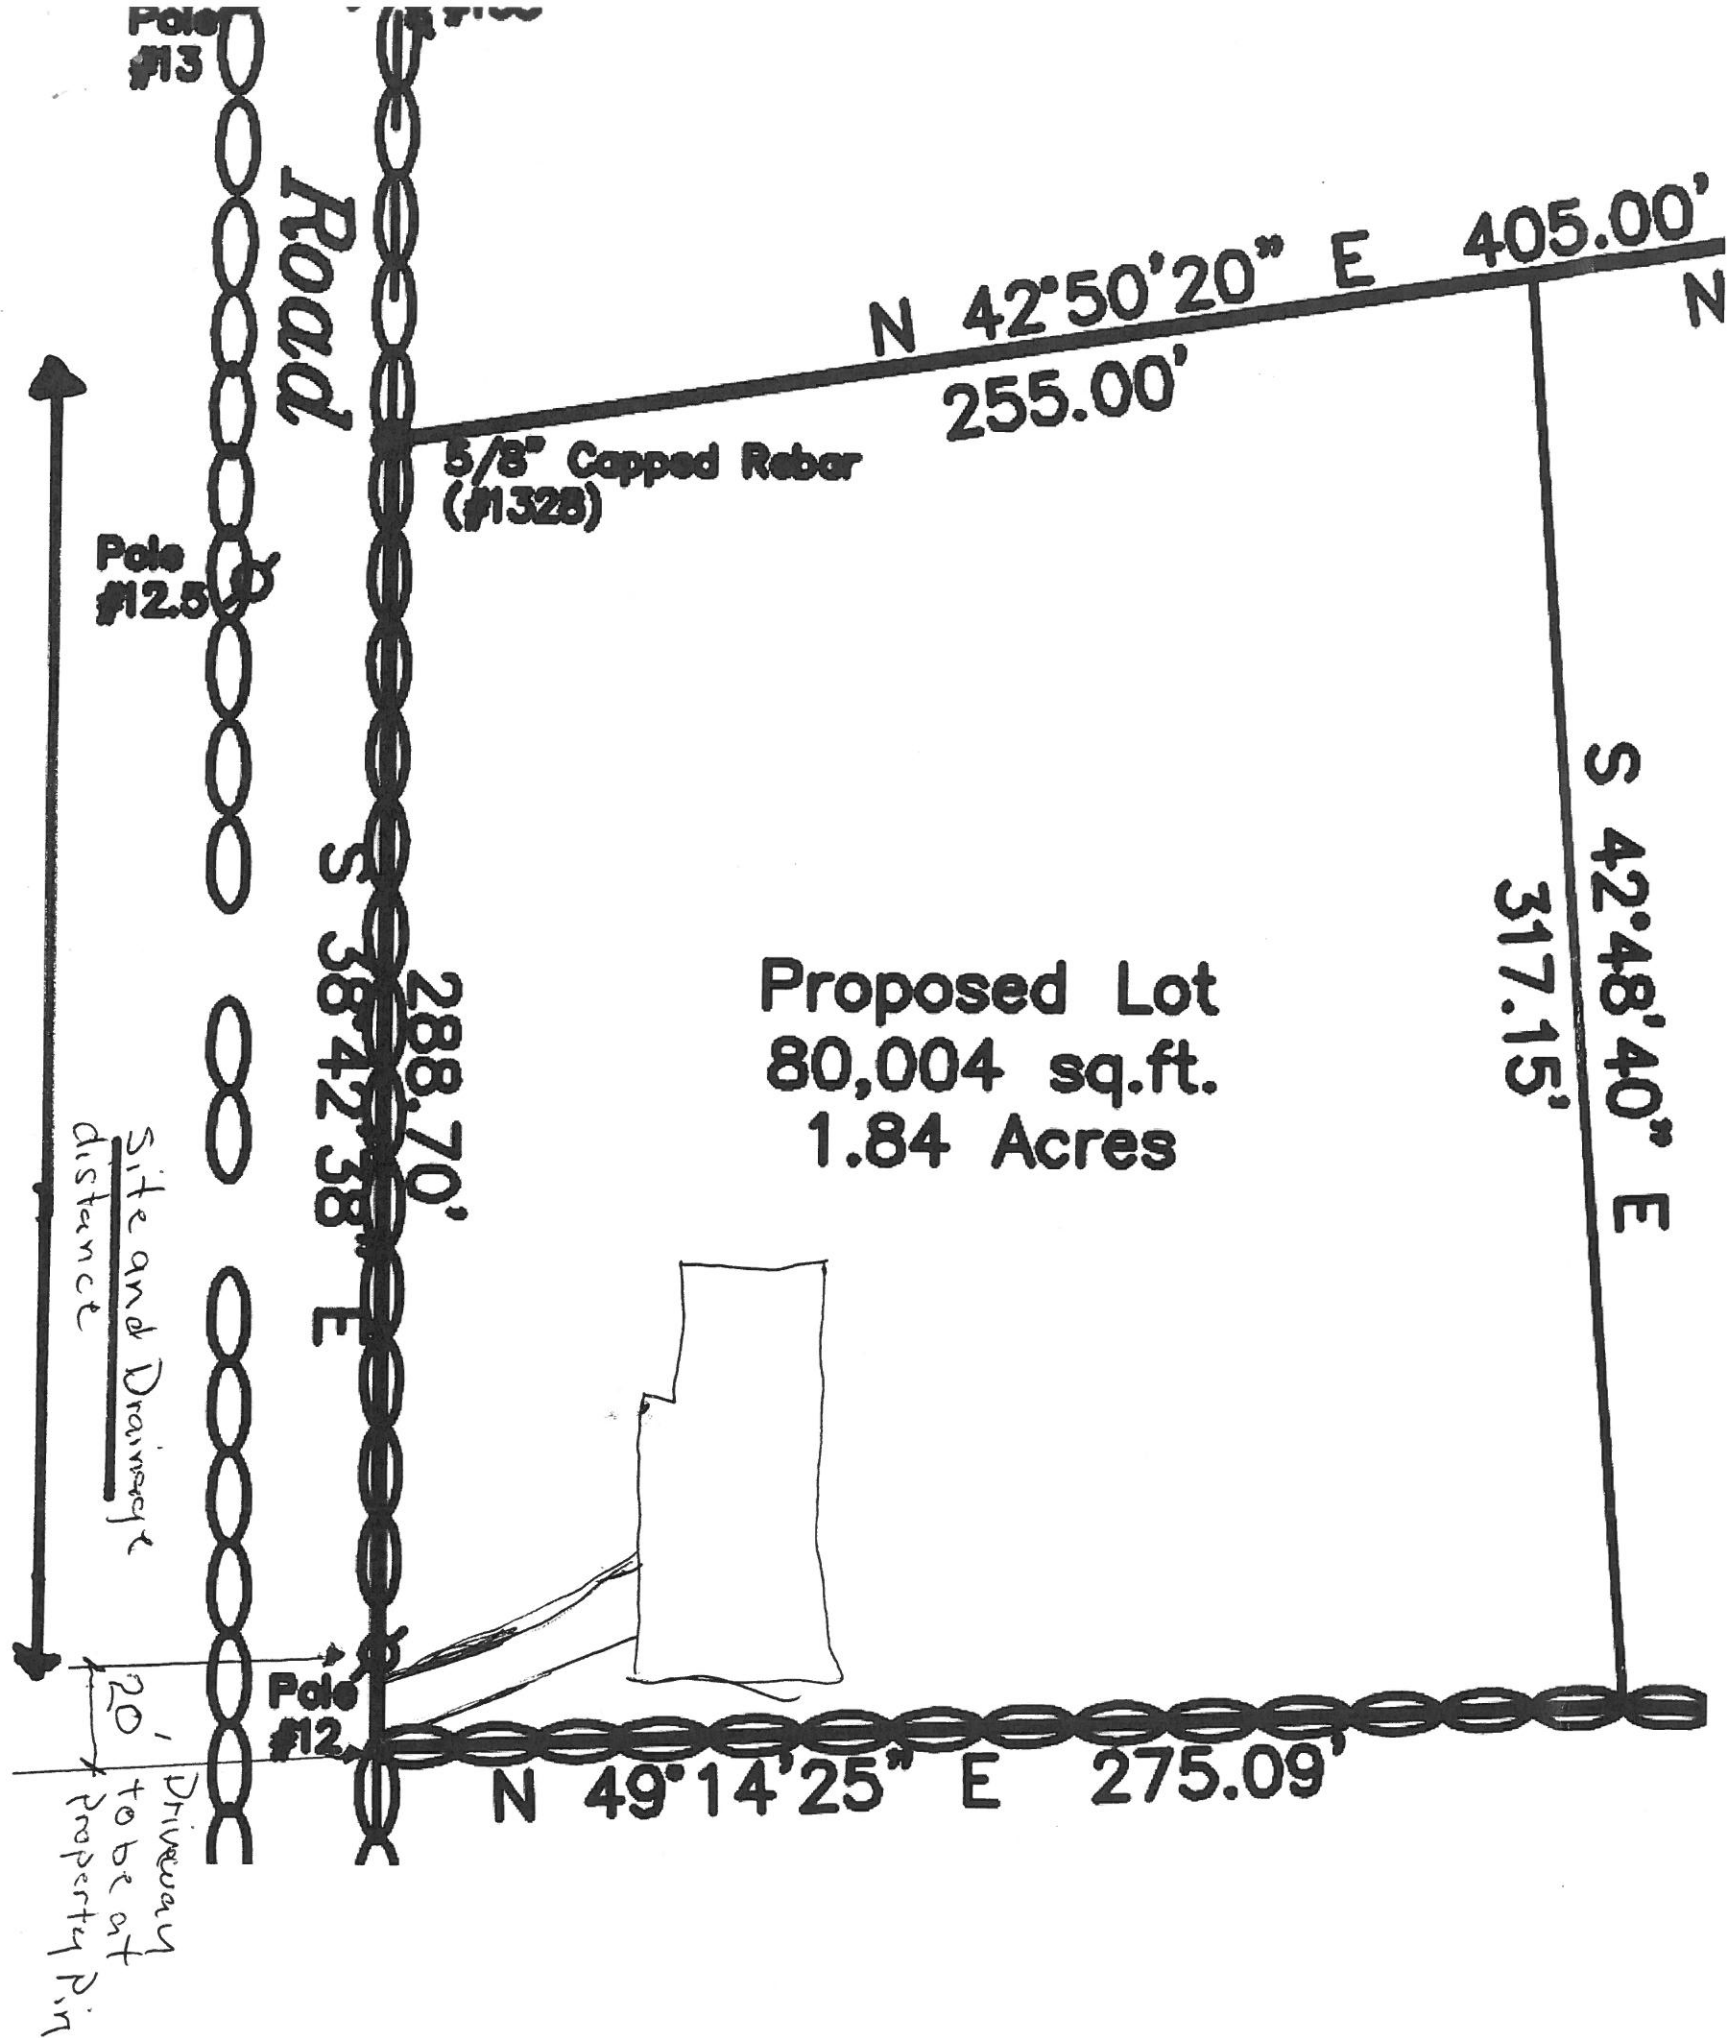 Pole
#13
Road
N 42°50'20" E 405.00'
N
255.00'
5/8" Capped Rebar
(#1328)
Pole
#12.5
S 42°48'40" E
317.15'
Proposed Lot
80,004 sq.ft.
1.84 Acres
288.70'
S 38°42'38" E
Site and Drainage
distance
Pole
#12
20'
N 49°14'25" E 275.09'
Driveway
to be at
property Pin